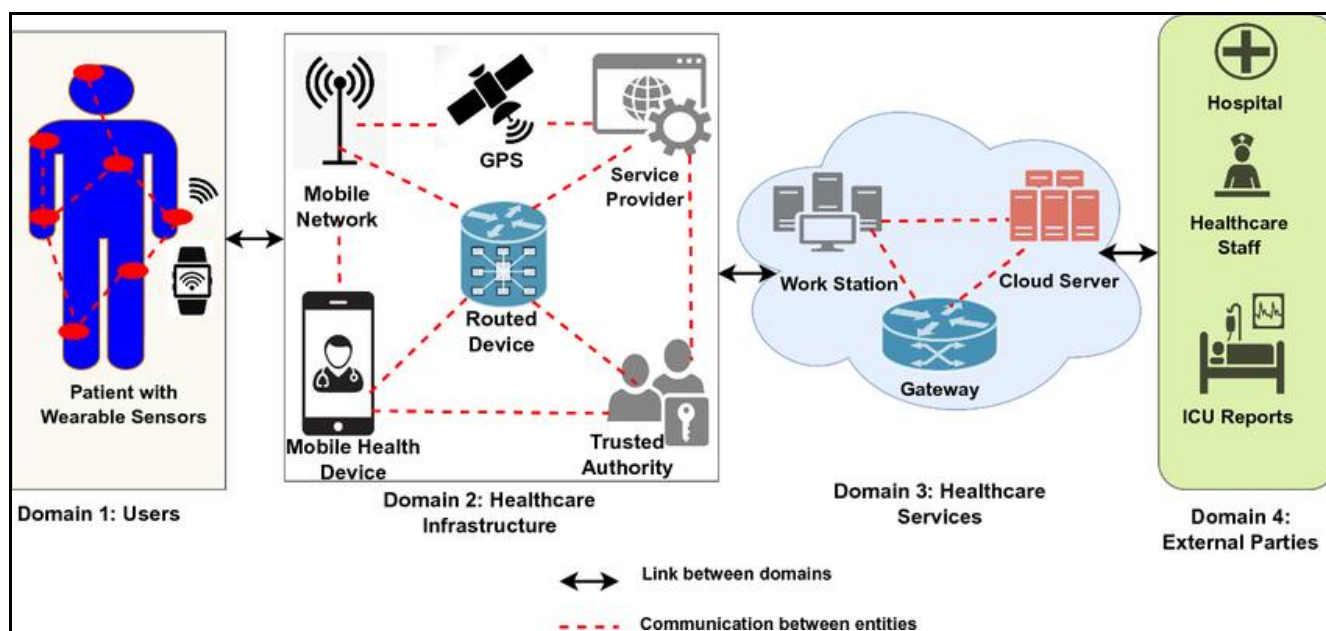 Patient with
Wearable Sensors
Domain 1: Users
Mobile
Network
GPS
Service
Provider
Routed
Device
Mobile Health
Device
Trusted
Authority
Domain 2: Healthcare
Infrastructure
Work Station
Cloud Server
Gateway
Domain 3: Healthcare
Services
Hospital
Healthcare
Staff
ICU Reports
Domain 4:
External Parties
Link between domains
Communication between entities